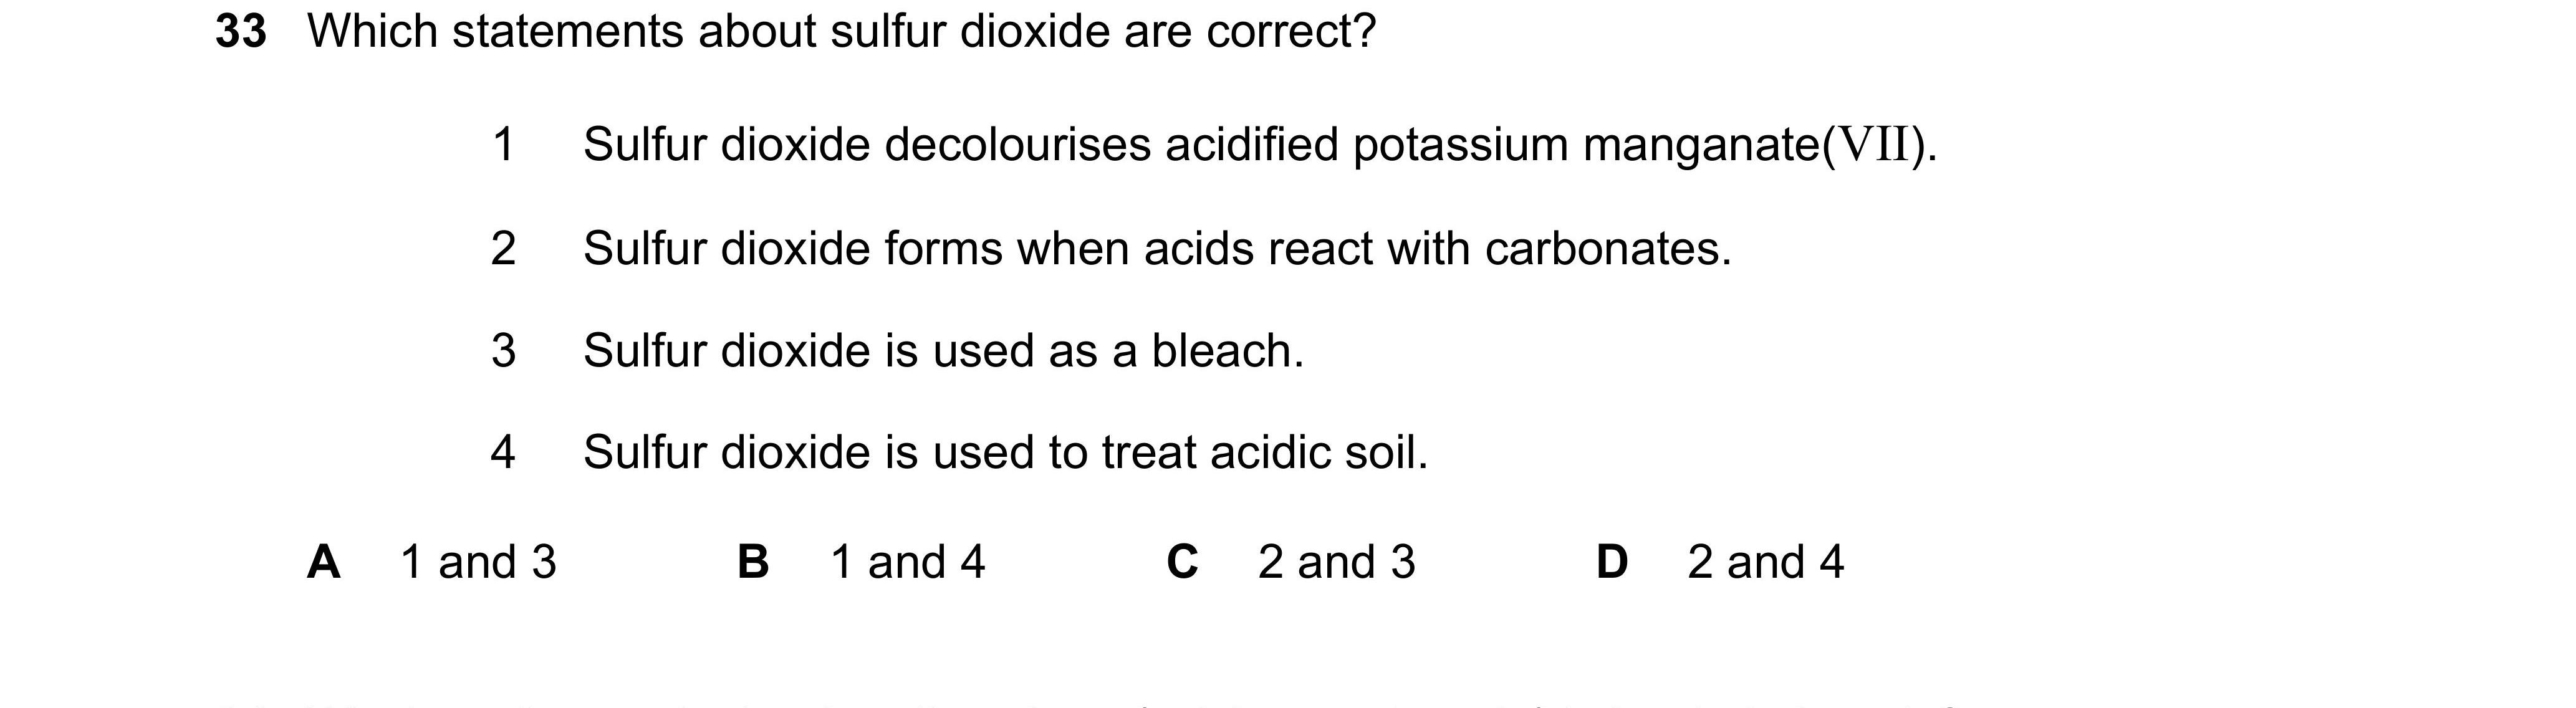 33 Which statements about sulfur dioxide are correct?
1 Sulfur dioxide decolourises acidified potassium manganate(VII).
2 Sulfur dioxide forms when acids react with carbonates.
3 Sulfur dioxide is used as a bleach.
4 Sulfur dioxide is used to treat acidic soil.
A 1 and 3 B 1 and 4 C 2 and 3 D 2 and 4